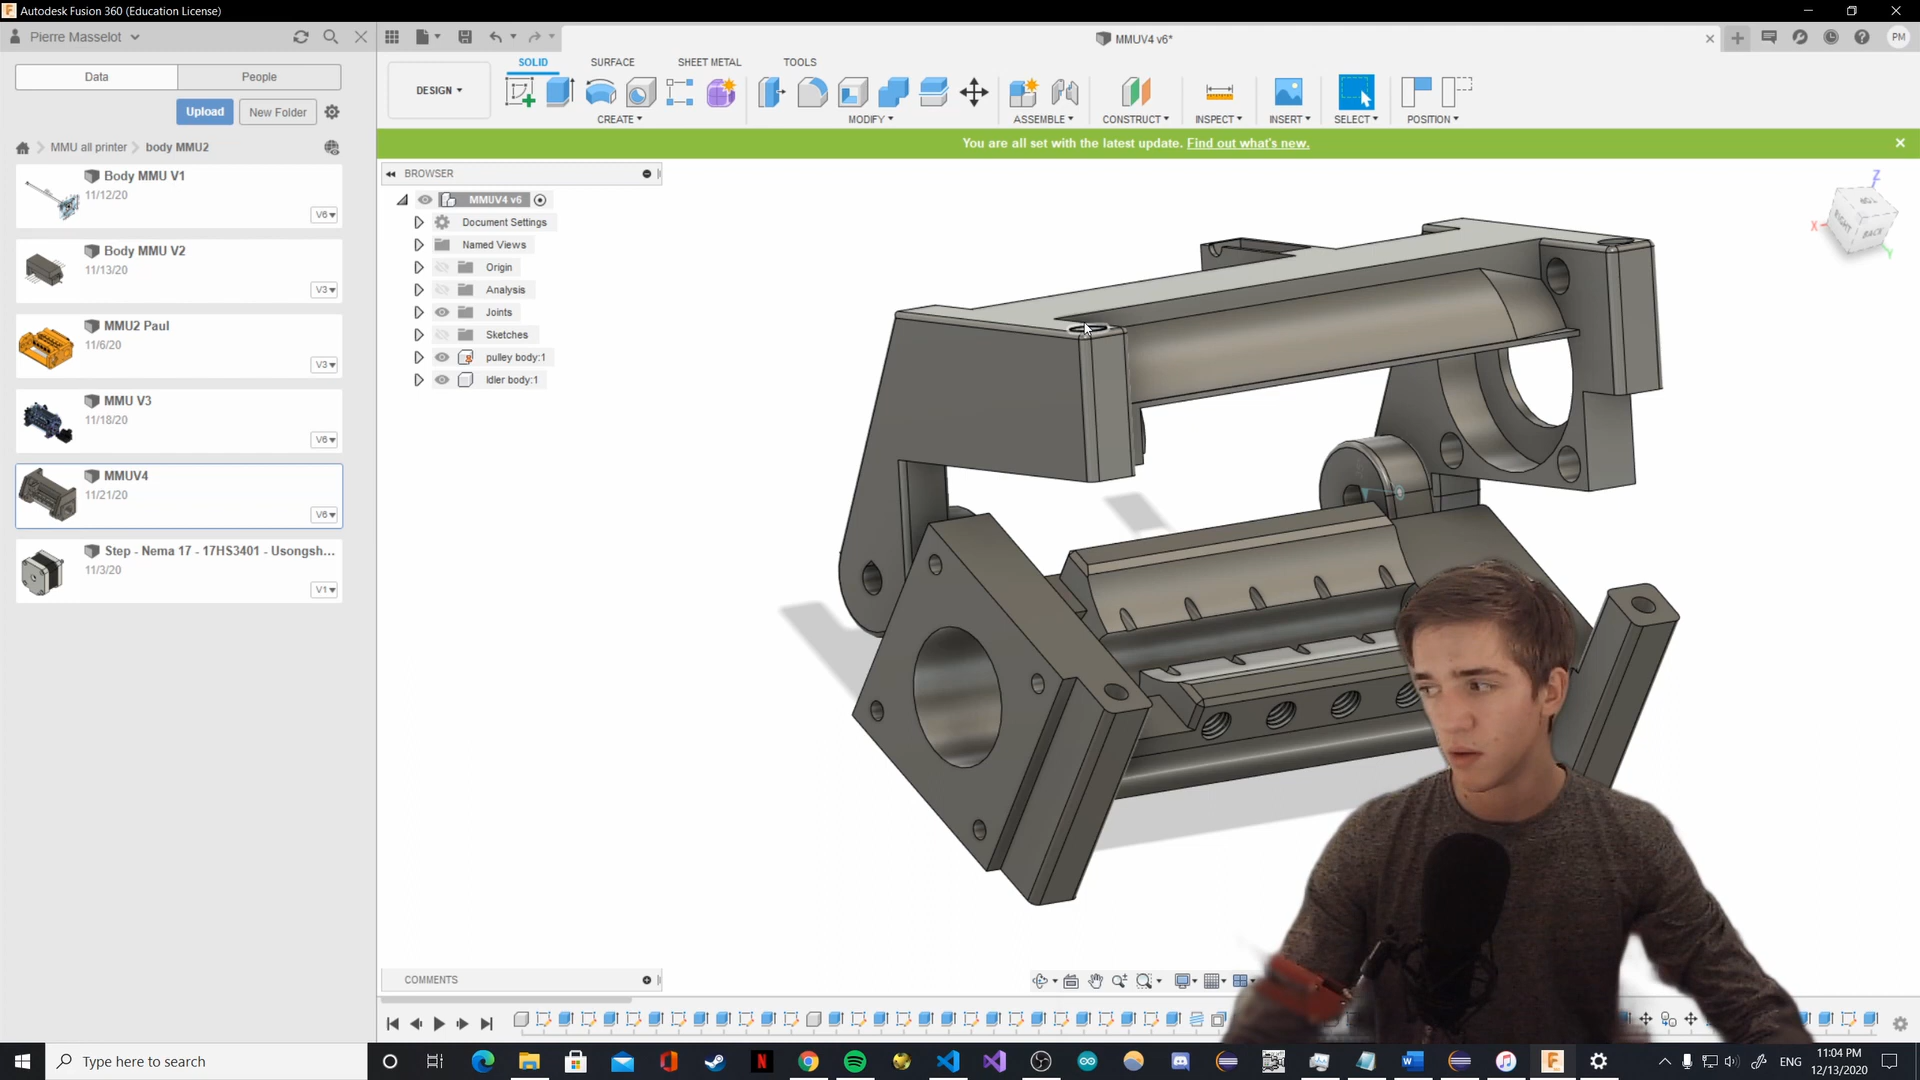 Autodesk Fusion 360 (Education License)
Pierre Masselot
MMUV4 v6*
PM
Data
People
Upload
New Folder
MMU all printer
body MMU2
Body MMU V1
11/12/20
V6
Body MMU V2
11/13/20
V3
MMU2 Paul
11/6/20
V3
MMU V3
11/18/20
V6
MMUV4
11/21/20
V6
Step - Nema 17 - 17HS3401 - Usongsh...
11/3/20
V1
DESIGN
SOLID
SURFACE
SHEET METAL
TOOLS
CREATE
MODIFY
ASSEMBLE
CONSTRUCT
INSPECT
INSERT
SELECT
POSITION
You are all set with the latest update. Find out what's new.
BROWSER
MMUV4 v6
Document Settings
Named Views
Origin
Analysis
Joints
Sketches
pulley body:1
Idler body:1
Z
X
Y
RIGHT
BACK
COMMENTS
Type here to search
ENG
11:04 PM
12/13/2020